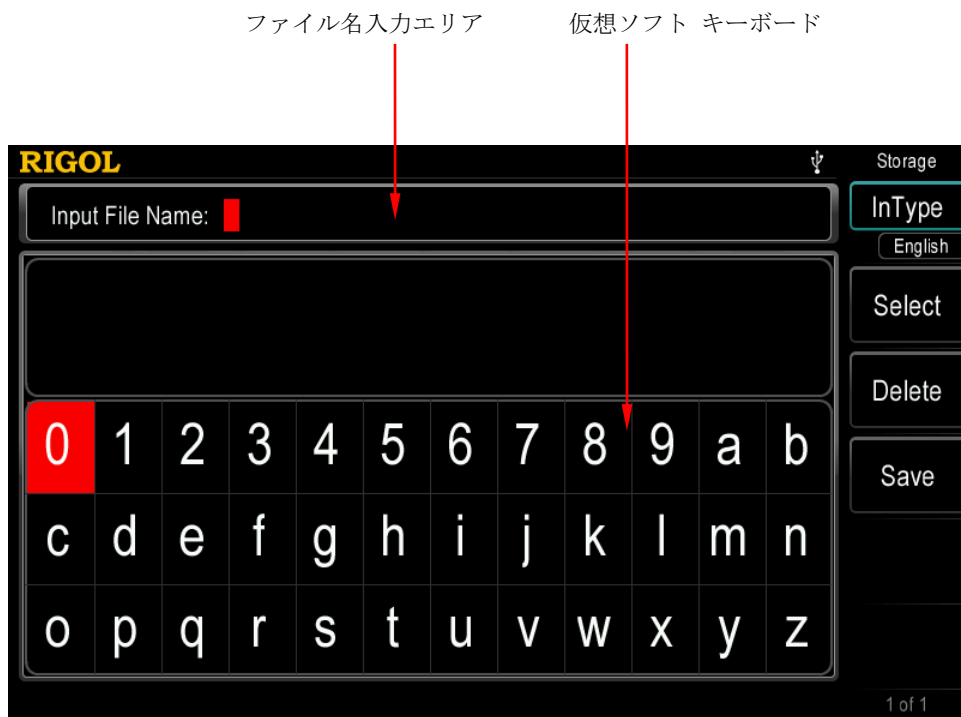 ファイル名入力エリア 仮想ソフト キーボード
RIGOL Storage
Input File Name: InType
English
Select
Delete
0 1 2 3 4 5 6 7 8 9 a b
Save
c d e f g h i j k l m n
o p q r s t u v w x y z
1 of 1